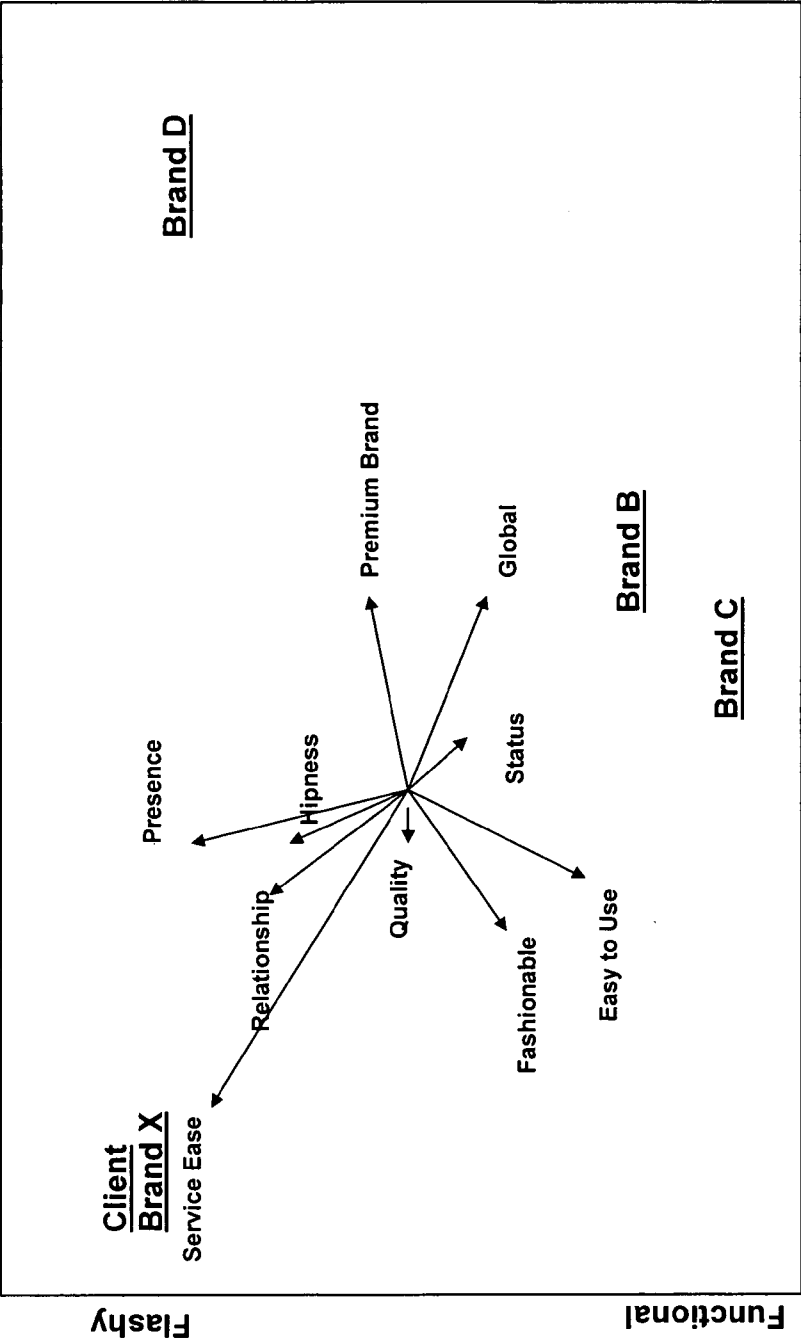 Flashy
Client
Brand X
Service Ease
Presence
Brand D
Relationship
Hipness
Premium Brand
Quality
Global
Status
Fashionable
Easy to Use
Brand B
Brand C
Functional